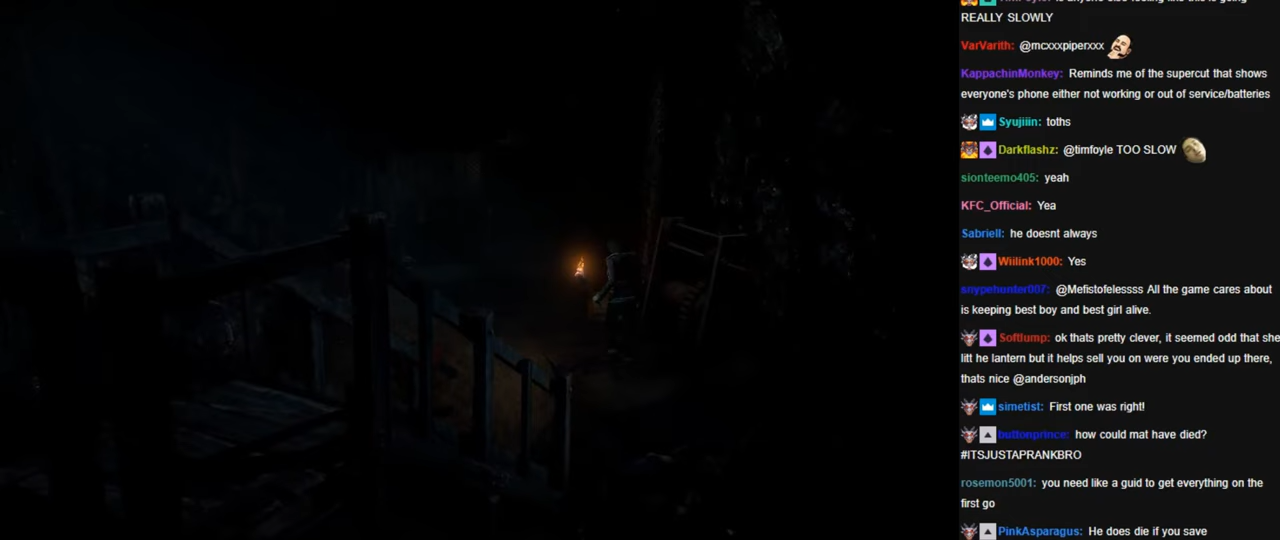 REALLY SLOWLY
VarVarith: @mcxxxpiperxxx
KappachinMonkey: Reminds me of the supercut that shows
everyone's phone either not working or out of service/batteries
Syujiiin: toths
Darkflashz: @timfoyle TOO SLOW
sionteemo405: yeah
KFC_Official: Yea
Sabriell: he doesnt always
Wiilink1000: Yes
snypehunter007: @Mefistofelessss All the game cares about
is keeping best boy and best girl alive.
Softlump: ok thats pretty clever, it seemed odd that she
litt he lantern but it helps sell you on were you ended up there,
thats nice @andersonjph
simetist: First one was right!
buttonprince: how could mat have died?
#ITSJUSTAPRANKBRO
rosemon5001: you need like a guid to get everything on the
first go
PinkAsparagus: He does die if you save